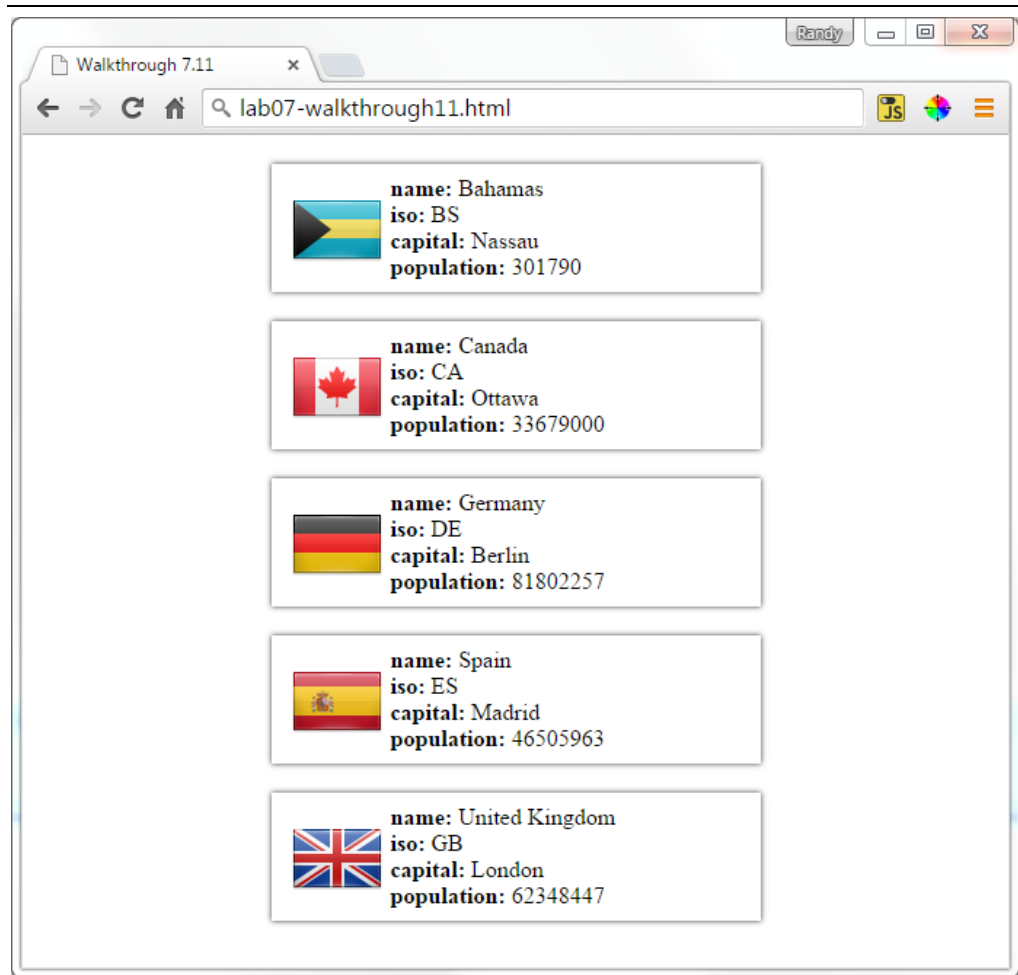 Randy
Walkthrough 7.11
lab07-walkthrough11.html
JS
name: Bahamas
iso: BS
capital: Nassau
population: 301790
name: Canada
iso: CA
capital: Ottawa
population: 33679000
name: Germany
iso: DE
capital: Berlin
population: 81802257
name: Spain
iso: ES
capital: Madrid
population: 46505963
name: United Kingdom
iso: GB
capital: London
population: 62348447